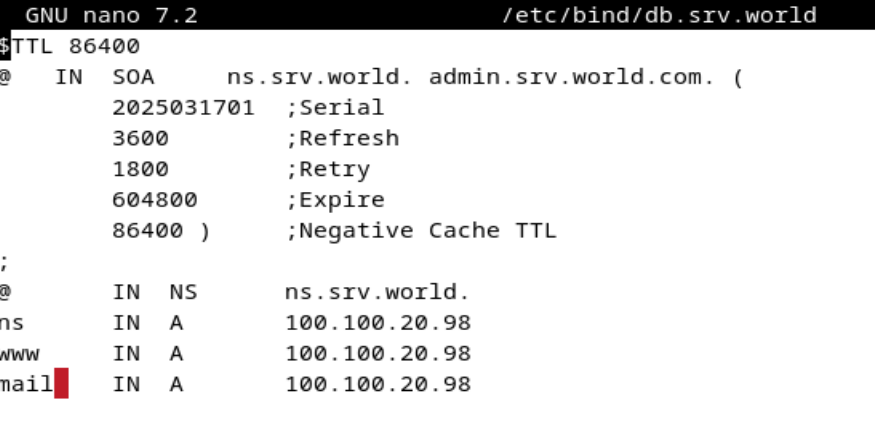 GNU nano 7.2 /etc/bind/db.srv.world
$TTL 86400
@ IN SOA ns.srv.world. admin.srv.world.com. (
2025031701 ;Serial
3600 ;Refresh
1800 ;Retry
604800 ;Expire
86400 ) ;Negative Cache TTL
;
@ IN NS ns.srv.world.
ns IN A 100.100.20.98
www IN A 100.100.20.98
mail IN A 100.100.20.98